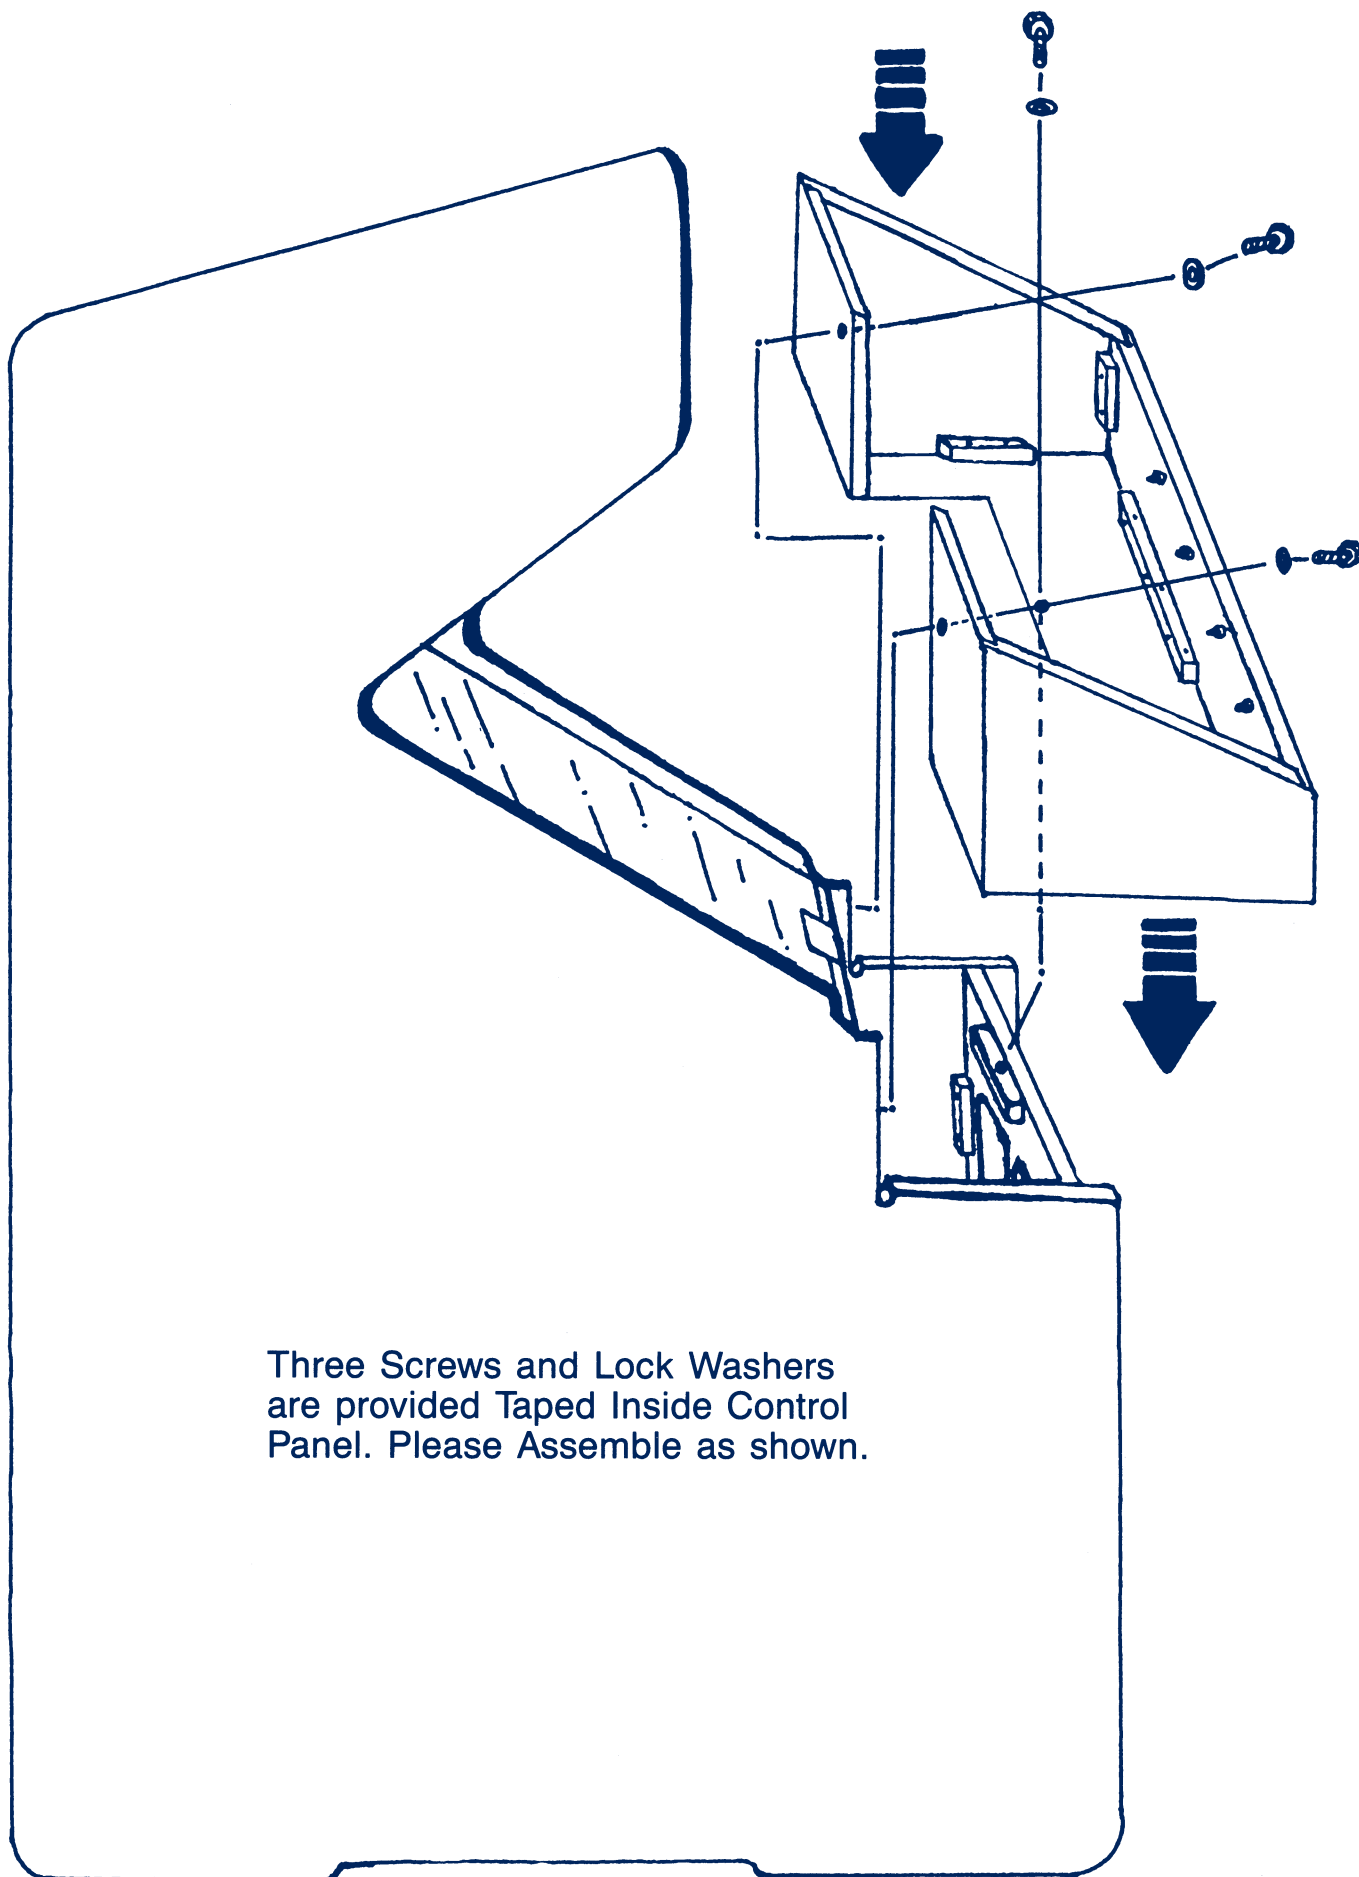 Three Screws and Lock Washers
are provided Taped Inside Control
Panel. Please Assemble as shown.